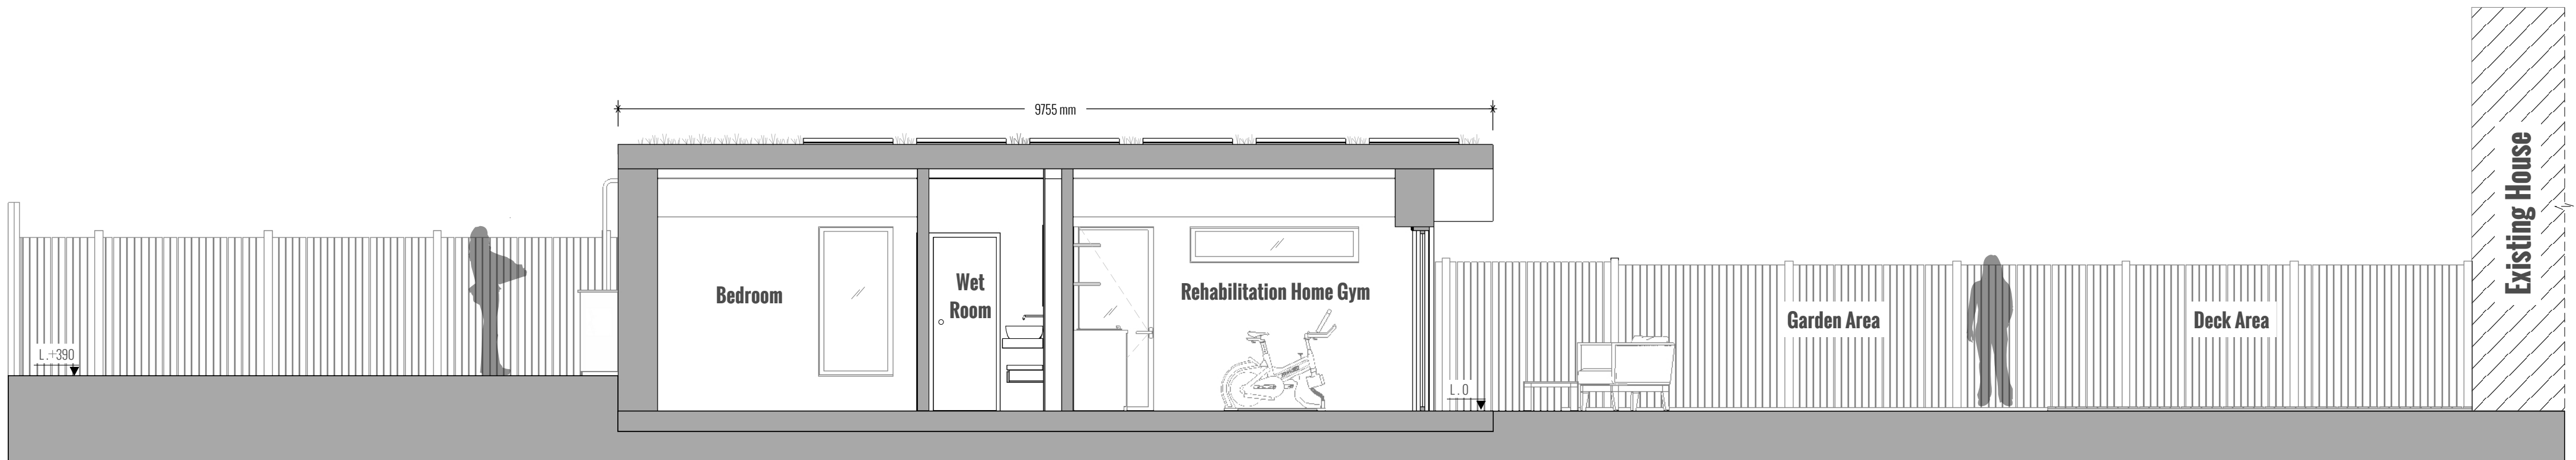 9755 mm
Existing House
Bedroom
Wet
Room
Rehabilitation Home Gym
Garden Area
Deck Area
L.+390
L.0